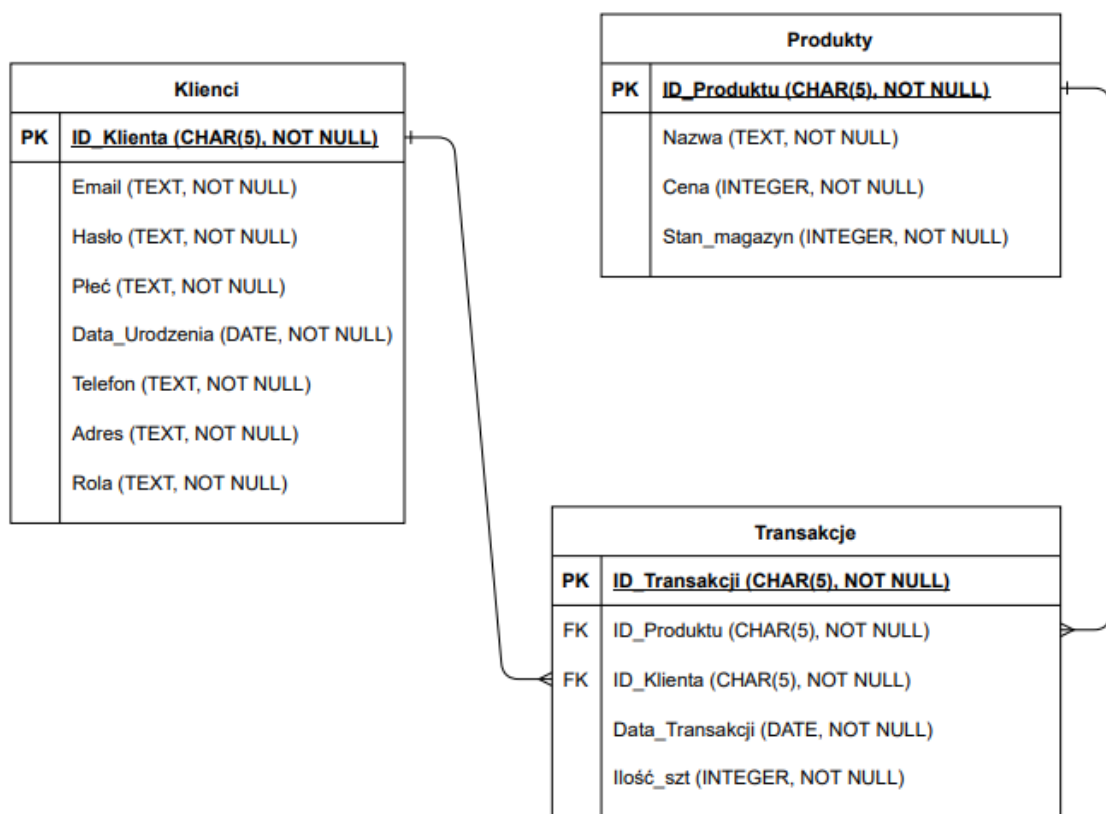 Klienci
PK ID_Klienta (CHAR(5), NOT NULL)
Email (TEXT, NOT NULL)
Hasło (TEXT, NOT NULL)
Płeć (TEXT, NOT NULL)
Data_Urodzenia (DATE, NOT NULL)
Telefon (TEXT, NOT NULL)
Adres (TEXT, NOT NULL)
Rola (TEXT, NOT NULL)
Produkty
PK ID_Produktu (CHAR(5), NOT NULL)
Nazwa (TEXT, NOT NULL)
Cena (INTEGER, NOT NULL)
Stan_magazyn (INTEGER, NOT NULL)
Transakcje
PK ID_Transakcji (CHAR(5), NOT NULL)
FK ID_Produktu (CHAR(5), NOT NULL)
FK ID_Klienta (CHAR(5), NOT NULL)
Data_Transakcji (DATE, NOT NULL)
Ilość_szt (INTEGER, NOT NULL)